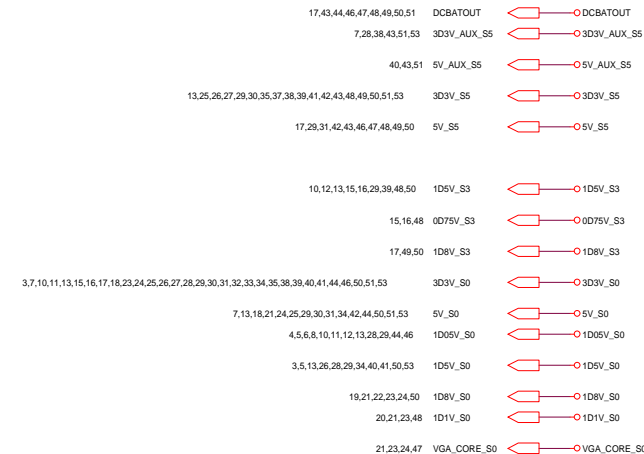 17,43,44,46,47,48,49,50,51 DCBATOUT DCBATOUT
7,28,38,43,51,53 3D3V_AUX_S5 3D3V_AUX_S5
40,43,51 5V_AUX_S5 5V_AUX_S5
13,25,26,27,29,30,35,37,38,39,41,42,43,48,49,50,51,53 3D3V_S5 3D3V_S5
17,29,31,42,43,46,47,48,49,50 5V_S5 5V_S5
10,12,13,15,16,29,39,48,50 1D5V_S3 1D5V_S3
15,16,48 0D75V_S3 0D75V_S3
17,49,50 1D8V_S3 1D8V_S3
3,7,10,11,13,15,16,17,18,23,24,25,26,27,28,29,30,31,32,33,34,35,38,39,40,41,44,46,50,51,53 3D3V_S0 3D3V_S0
7,13,18,21,24,25,29,30,31,34,42,44,50,51,53 5V_S0 5V_S0
4,5,6,8,10,11,12,13,28,29,44,46 1D05V_S0 1D05V_S0
3,5,13,26,28,29,34,40,41,50,53 1D5V_S0 1D5V_S0
19,21,22,23,24,50 1D8V_S0 1D8V_S0
20,21,23,48 1D1V_S0 1D1V_S0
21,23,24,47 VGA_CORE_S0 VGA_CORE_S0